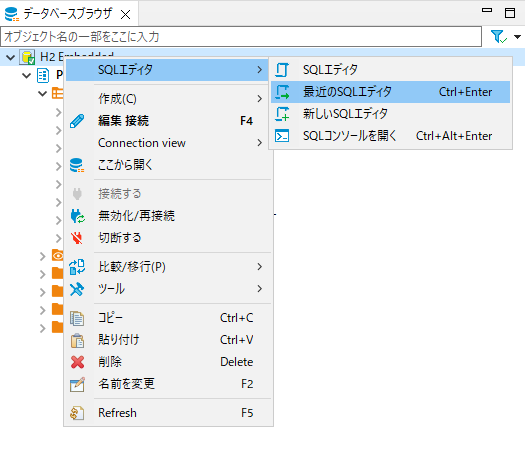 データベースブラウザ
オブジェクト名の一部をここに入力
H2 Embedded
P
SQLエディタ
作成(C)
編集 接続 F4
Connection view
ここから開く
接続する
無効化/再接続
切断する
比較/移行(P)
ツール
コピー Ctrl+C
貼り付け Ctrl+V
削除 Delete
名前を変更 F2
Refresh F5
SQLエディタ
最近のSQLエディタ Ctrl+Enter
新しいSQLエディタ
SQLコンソールを開く Ctrl+Alt+Enter